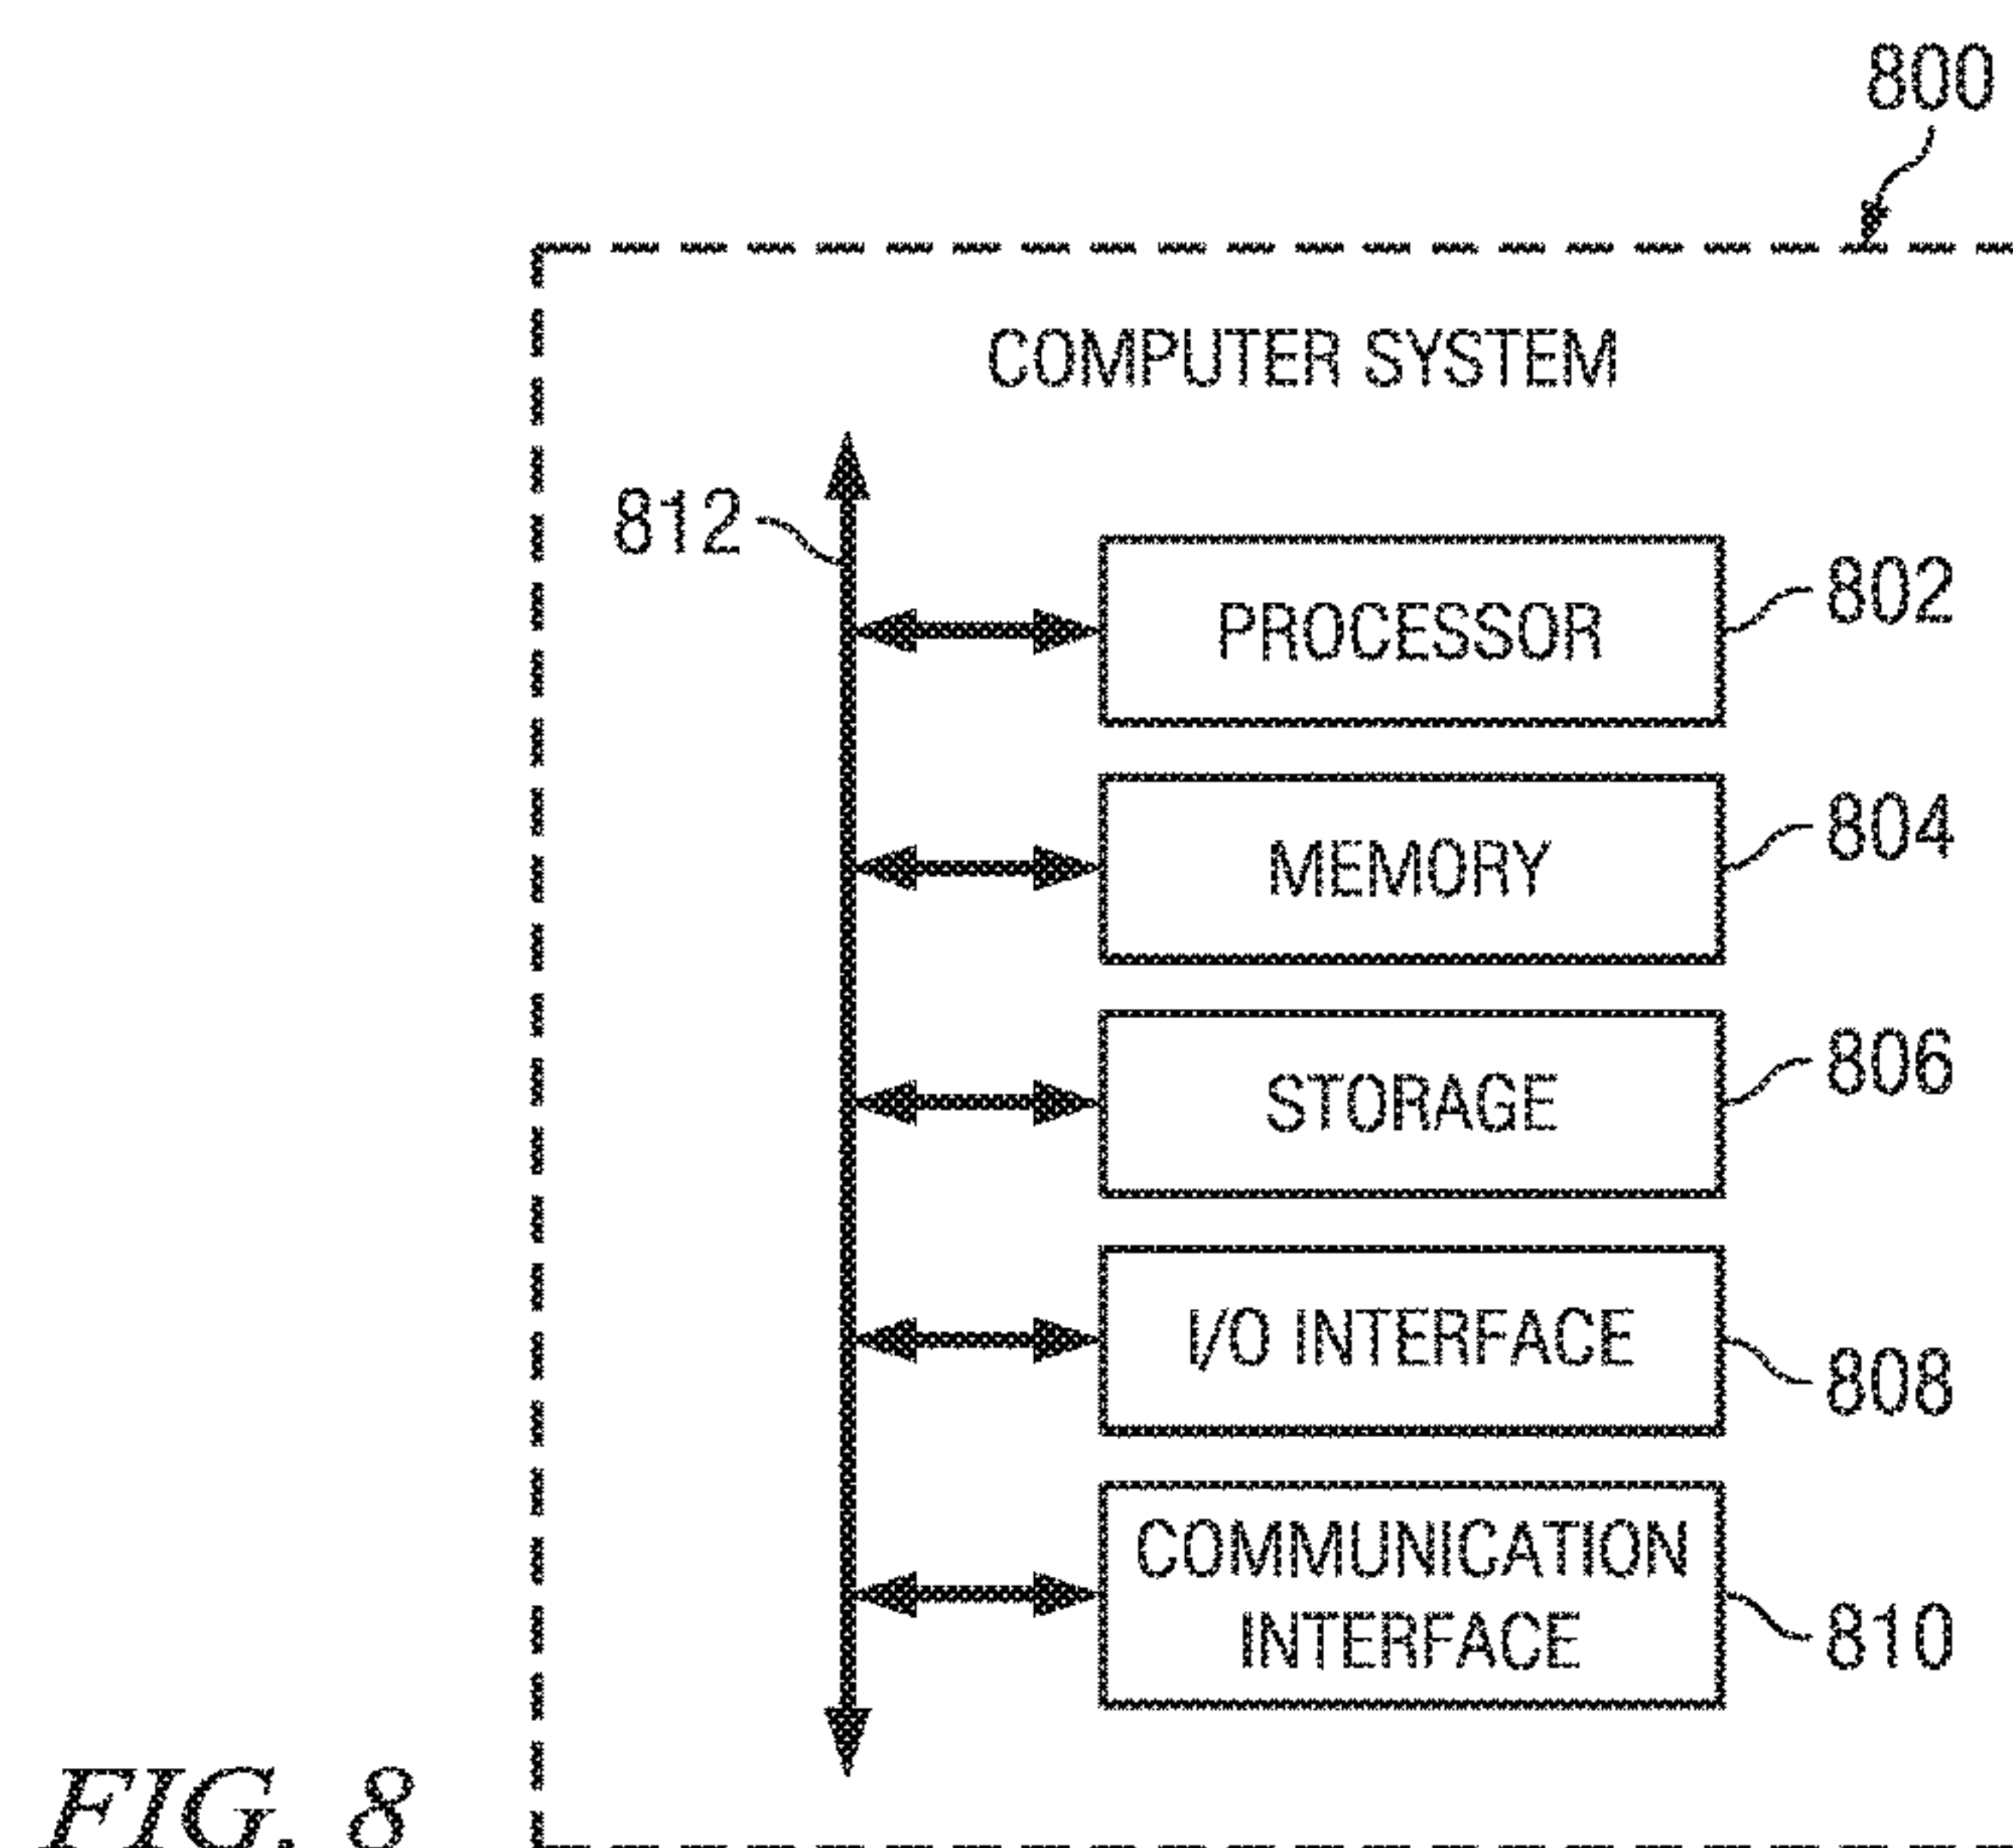 800
COMPUTER SYSTEM
812
PROCESSOR
802
MEMORY
804
STORAGE
806
I/O INTERFACE
808
COMMUNICATION
INTERFACE
810
FIG. 8